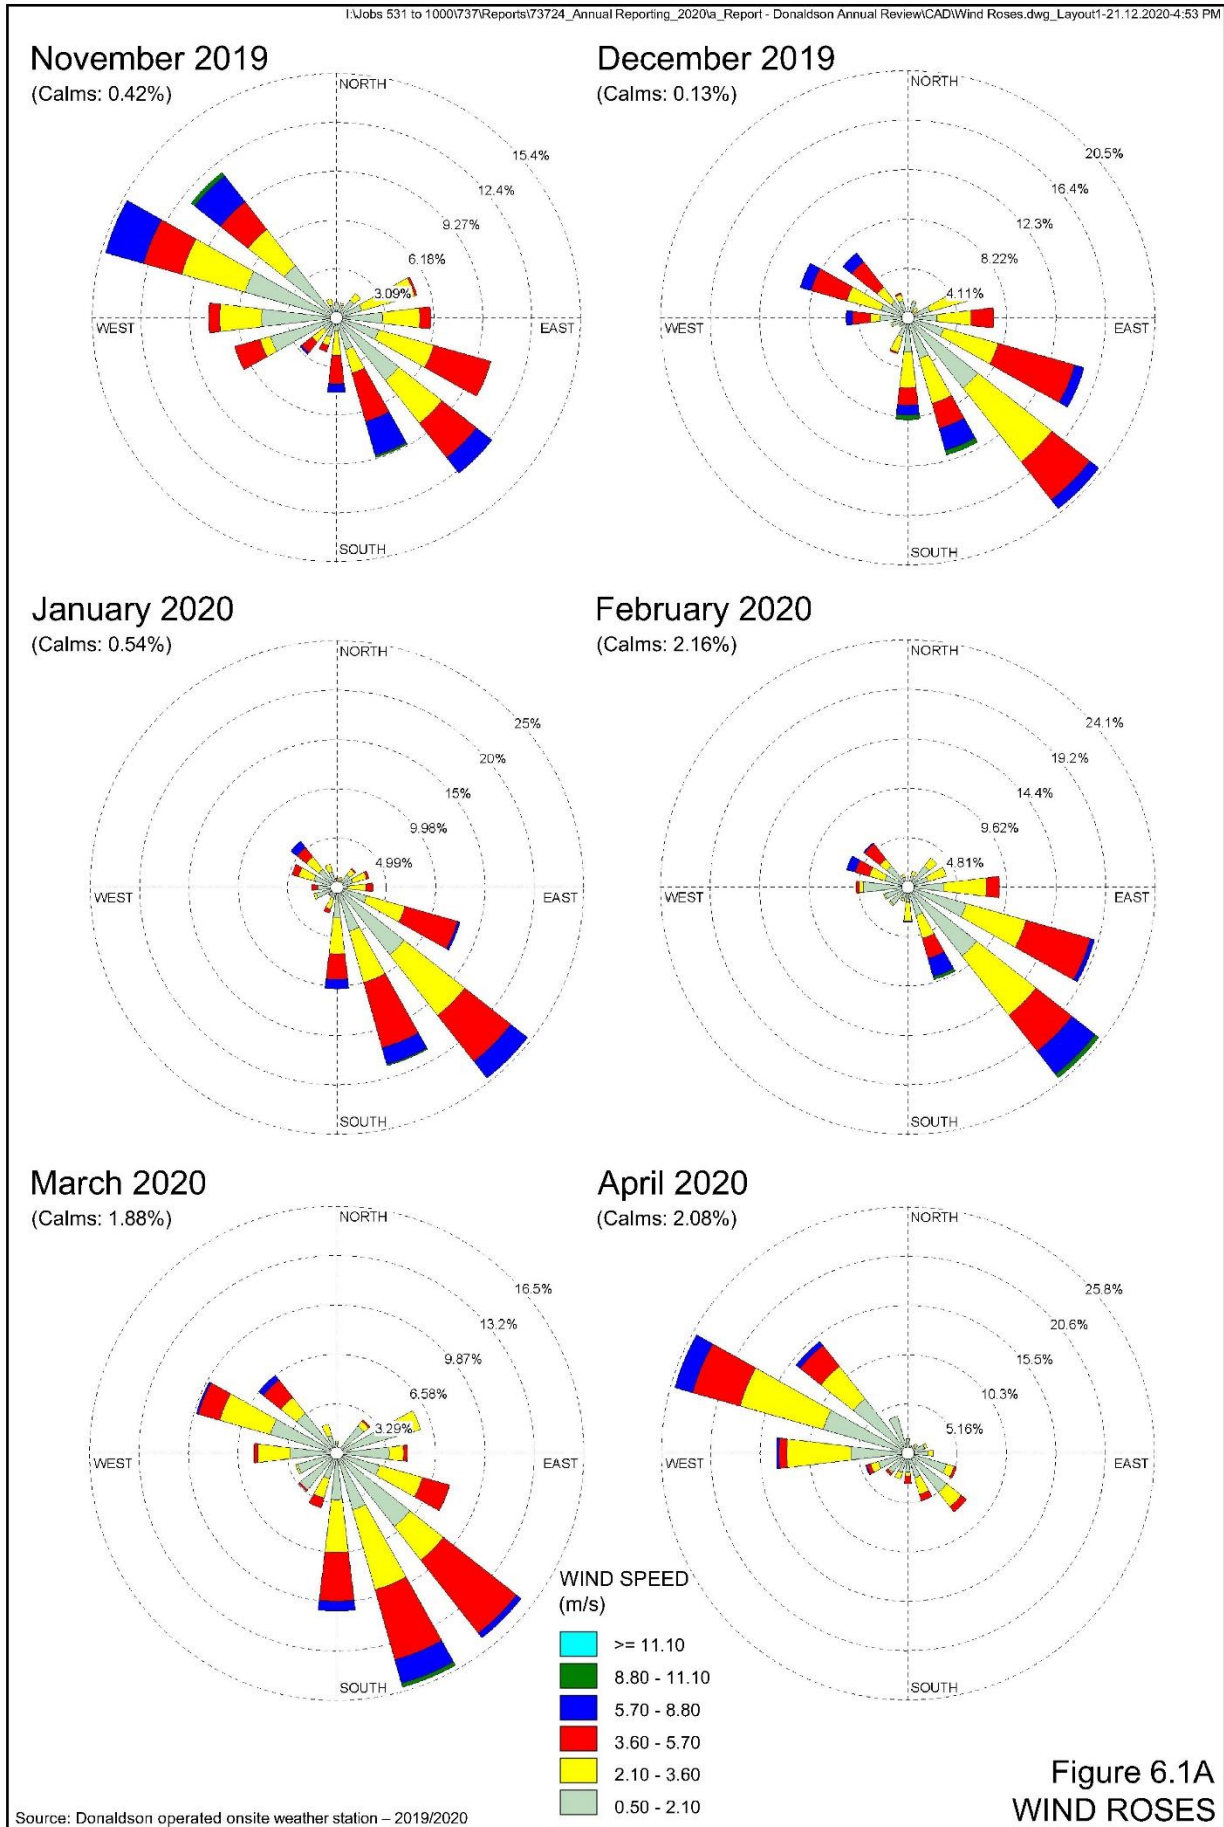 I:\Jobs 531 to 1000\737\Reports\73724_Annual Reporting_2020\a_Report - Donaldson Annual Review\CAD\Wind Roses.dwg_Layout1-21.12.2020-4:53 PM
November 2019
(Calms: 0.42%)
NORTH
15.4%
12.4%
9.27%
6.18%
3.09%
WEST
EAST
SOUTH
December 2019
(Calms: 0.13%)
NORTH
20.5%
16.4%
12.3%
8.22%
4.11%
WEST
EAST
SOUTH
January 2020
(Calms: 0.54%)
NORTH
25%
20%
15%
9.98%
4.99%
WEST
EAST
SOUTH
February 2020
(Calms: 2.16%)
NORTH
24.1%
19.2%
14.4%
9.62%
4.81%
WEST
EAST
SOUTH
March 2020
(Calms: 1.88%)
NORTH
16.5%
13.2%
9.87%
6.58%
3.29%
WEST
EAST
SOUTH
April 2020
(Calms: 2.08%)
NORTH
25.8%
20.6%
15.5%
10.3%
5.16%
WEST
EAST
SOUTH
WIND SPEED
(m/s)
>= 11.10
8.80 - 11.10
5.70 - 8.80
3.60 - 5.70
2.10 - 3.60
0.50 - 2.10
Source: Donaldson operated onsite weather station – 2019/2020
Figure 6.1A
WIND ROSES